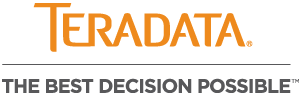 TERADATA®
THE BEST DECISION POSSIBLE™